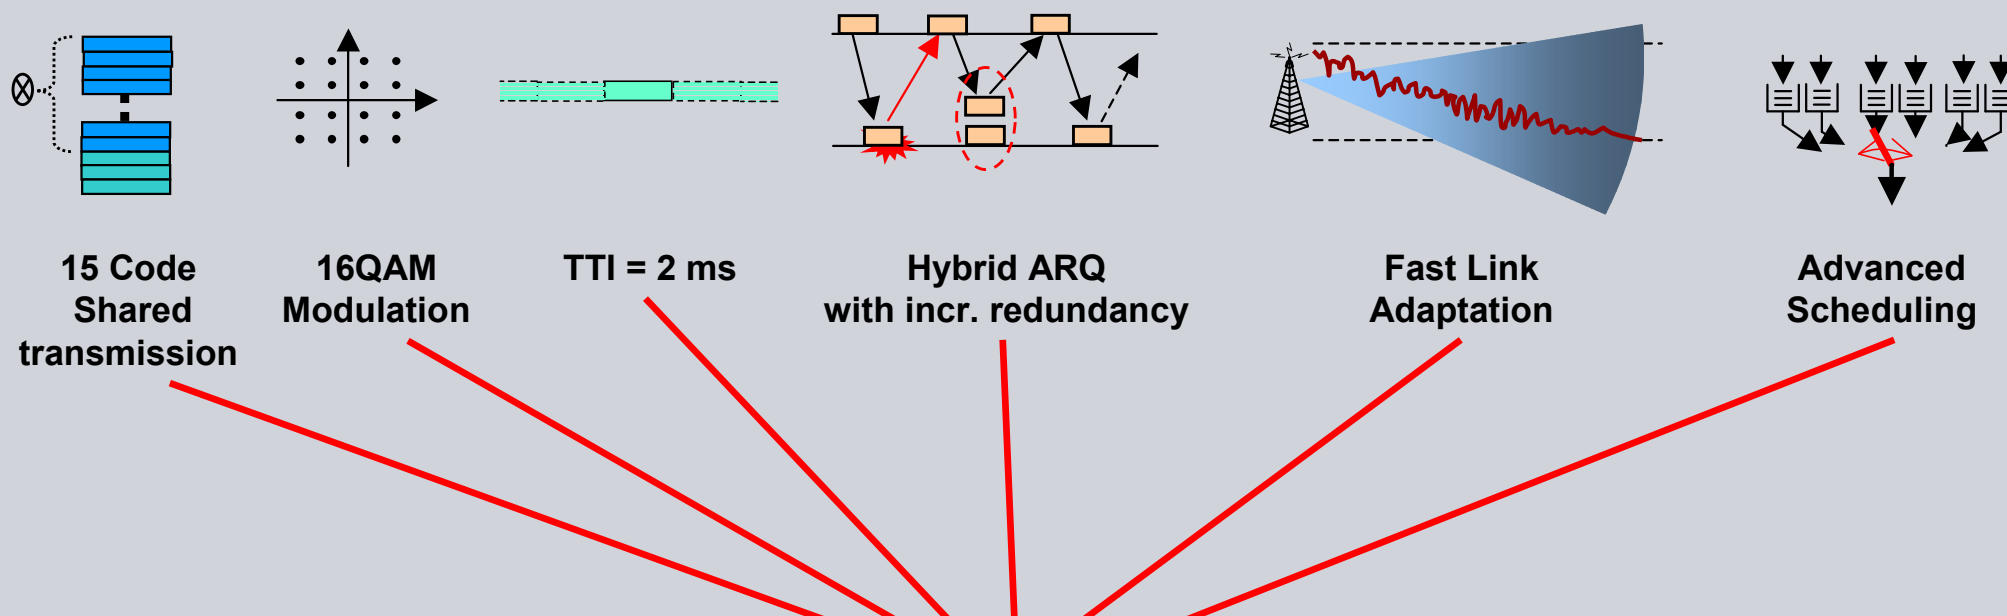 15 Code
Shared
transmission
16QAM
Modulation
TTI = 2 ms
Hybrid ARQ
with incr. redundancy
Fast Link
Adaptation
Advanced
Scheduling